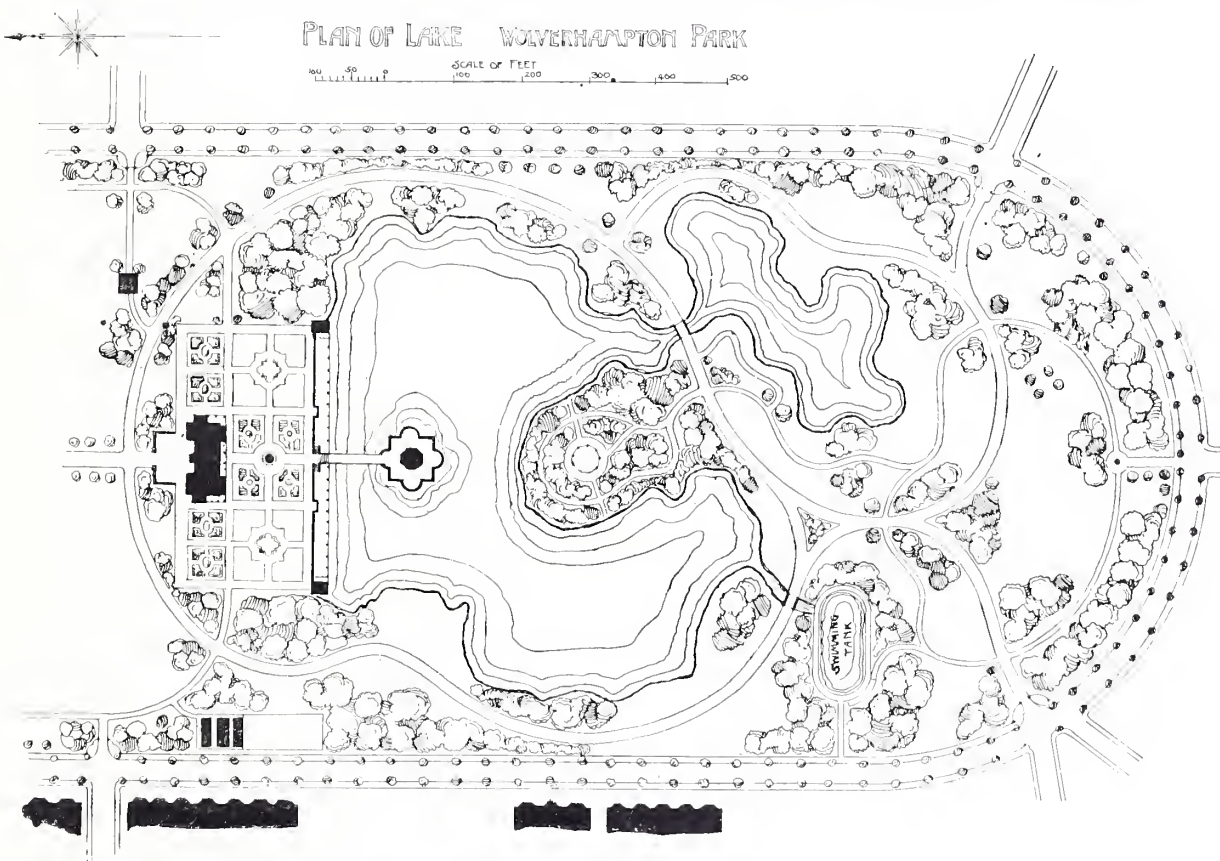 PLAN OF LAKE WOLVERHAMPTON PARK
SCALE OF FEET
100 50 0 100 200 300 400 500
SWIMMING
TANK